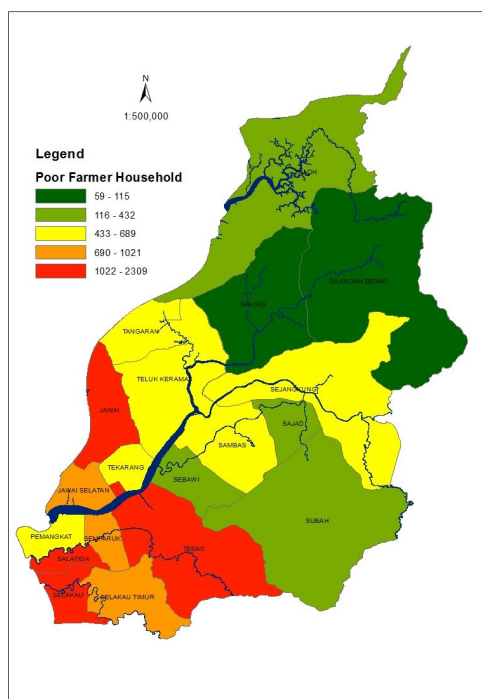 N
1:500,000
Legend
Poor Farmer Household
59 - 115
116 - 432
433 - 689
690 - 1021
1022 - 2309
GALING
SAJINGAN BESAR
TANGARAN
TELUK KERAMA
SEJANGKUNG
JAWAI
SAJAD
SAMBAS
TEKARANG
SEBAWI
JAWAI SELATAN
SUBAH
PEMANGKAT
SEMPARUK
TEBAS
SALATIGA
SELAKAU
SELAKAU TIMUR